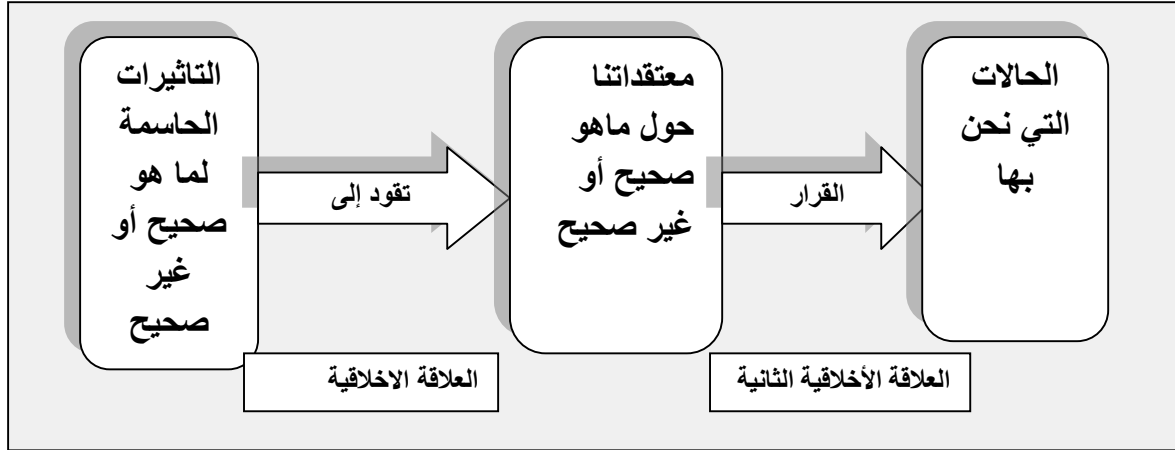 التاثيرات
الحاسمة
لما هو
صحيح أو
غير
صحيح
تقود إلى
معتقداتنا
حول ماهو
صحيح أو
غير صحيح
القرار
الحالات
التي نحن
بها
العلاقة الاخلاقية
العلاقة الأخلاقية الثانية